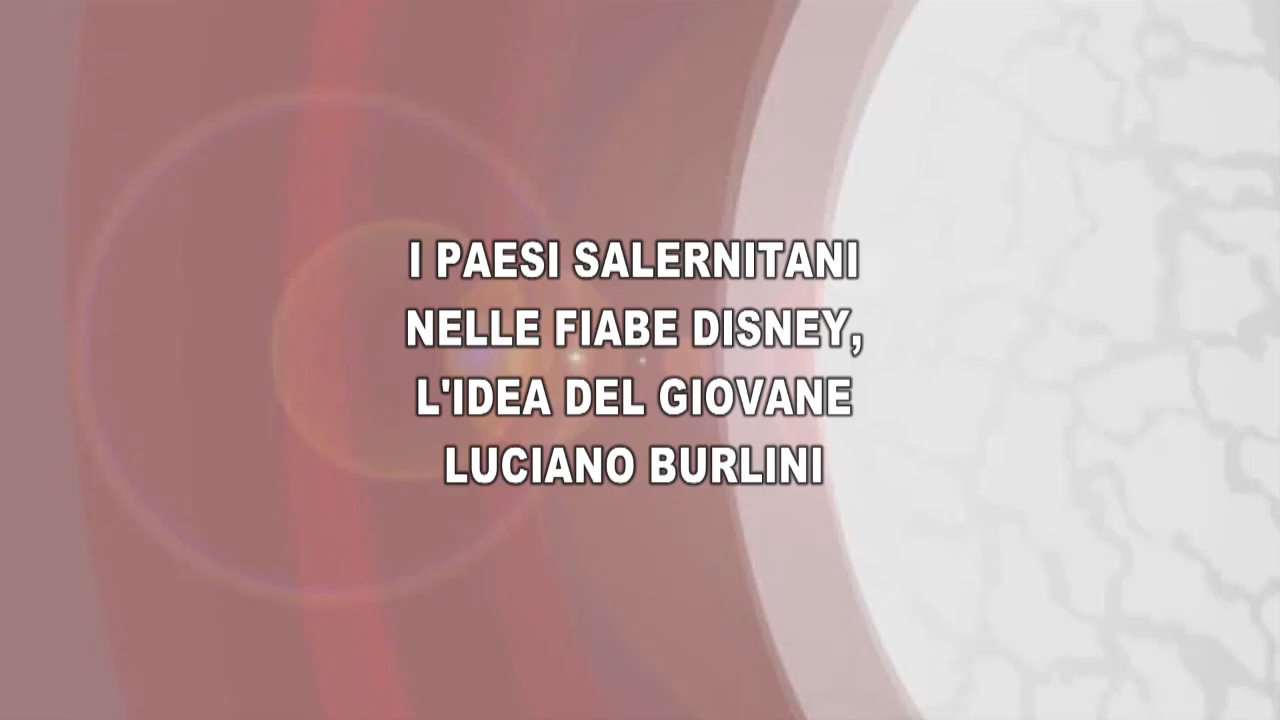 I PAESI SALERNITANI
NELLE FIABE DISNEY,
L'IDEA DEL GIOVANE
LUCIANO BURLINI